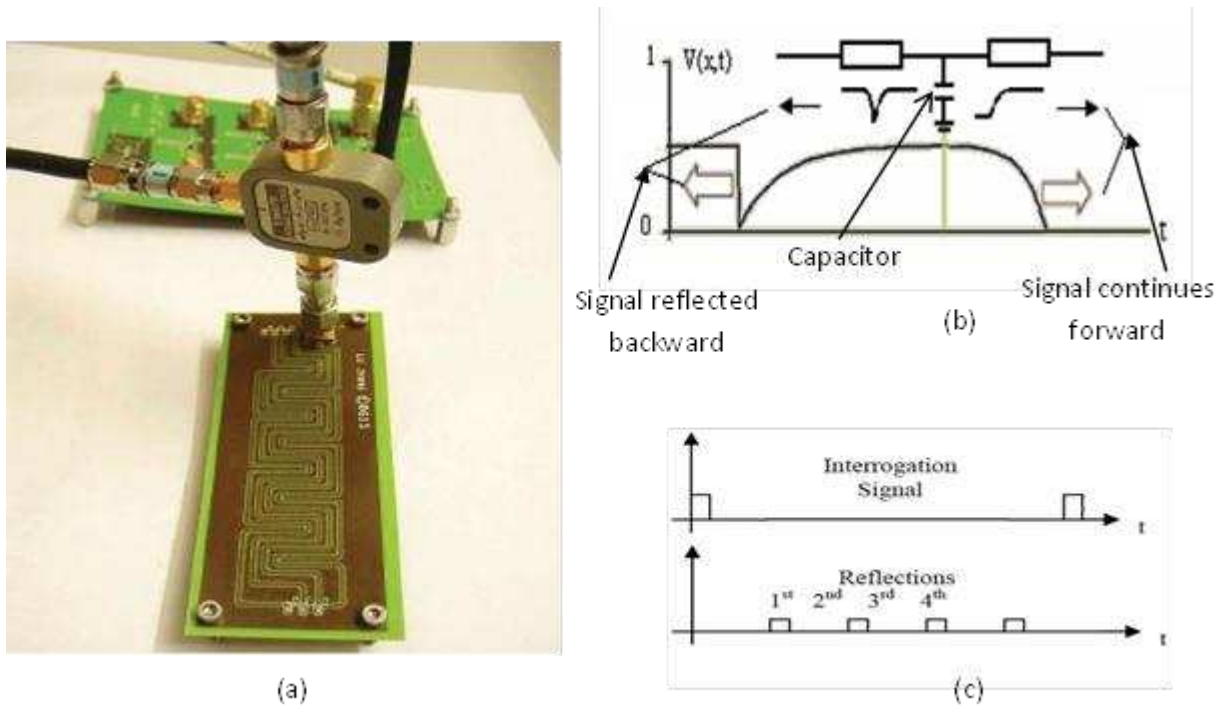 1
V(x,t)
0
t
Capacitor
Signal reflected
backward
Signal continues
forward
(b)
(a)
Interrogation
Signal
t
Reflections
1st 2nd 3rd 4th
t
(c)